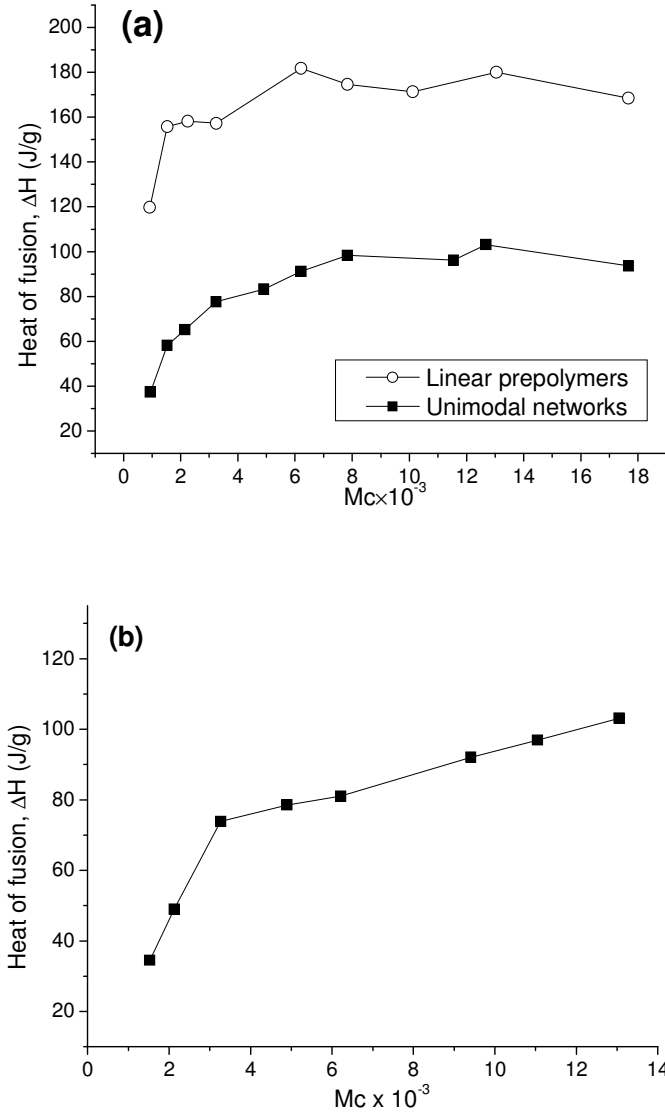 (a)
200
180
160
140
120
100
80
60
40
20
Heat of fusion, ΔH (J/g)
Linear prepolymers
Unimodal networks
0 2 4 6 8 10 12 14 16 18
Mc×10⁻³
(b)
120
100
80
60
40
20
Heat of fusion, ΔH (J/g)
0 2 4 6 8 10 12 14
Mc x 10⁻³